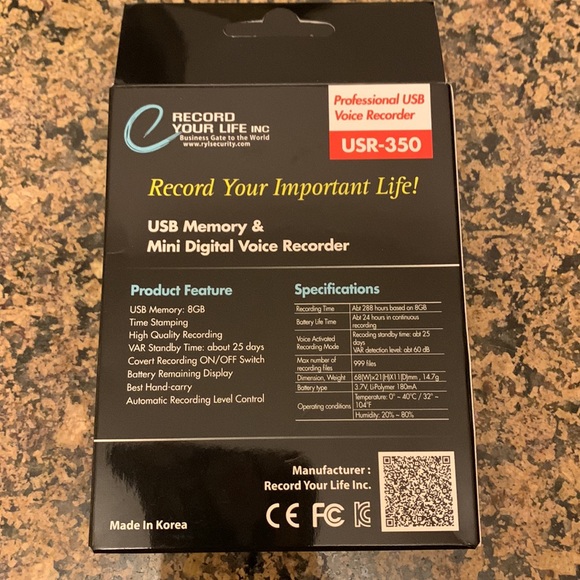 RECORD
YOUR LIFE INC
Business Gate to the World
www.rylsecurity.com
Professional USB
Voice Recorder
USR-350
Record Your Important Life!
USB Memory &
Mini Digital Voice Recorder
Product Feature
USB Memory: 8GB
Time Stamping
High Quality Recording
VAR Standby Time: about 25 days
Covert Recording ON/OFF Switch
Battery Remaining Display
Best Hand-carry
Automatic Recording Level Control
Specifications
Recording Time Abt 288 hours based on 8GB
Battery Life Time Abt 24 hours in continuous
recording
Voice Activated
Recording Mode
Recoding standby time: abt 25
days
VAR detection level: abt 60 dB
Max number of
recording files
999 files
Dimension, Weight 68(W)×21(H)X11(D)mm , 14.7g
Battery type 3.7V, Li-Polymer 180mA
Operating conditions
Temperature: 0° ~ 40°C / 32° ~
104°F
Humidity: 20% ~ 80%
Manufacturer :
Record Your Life Inc.
CE FC
Made In Korea